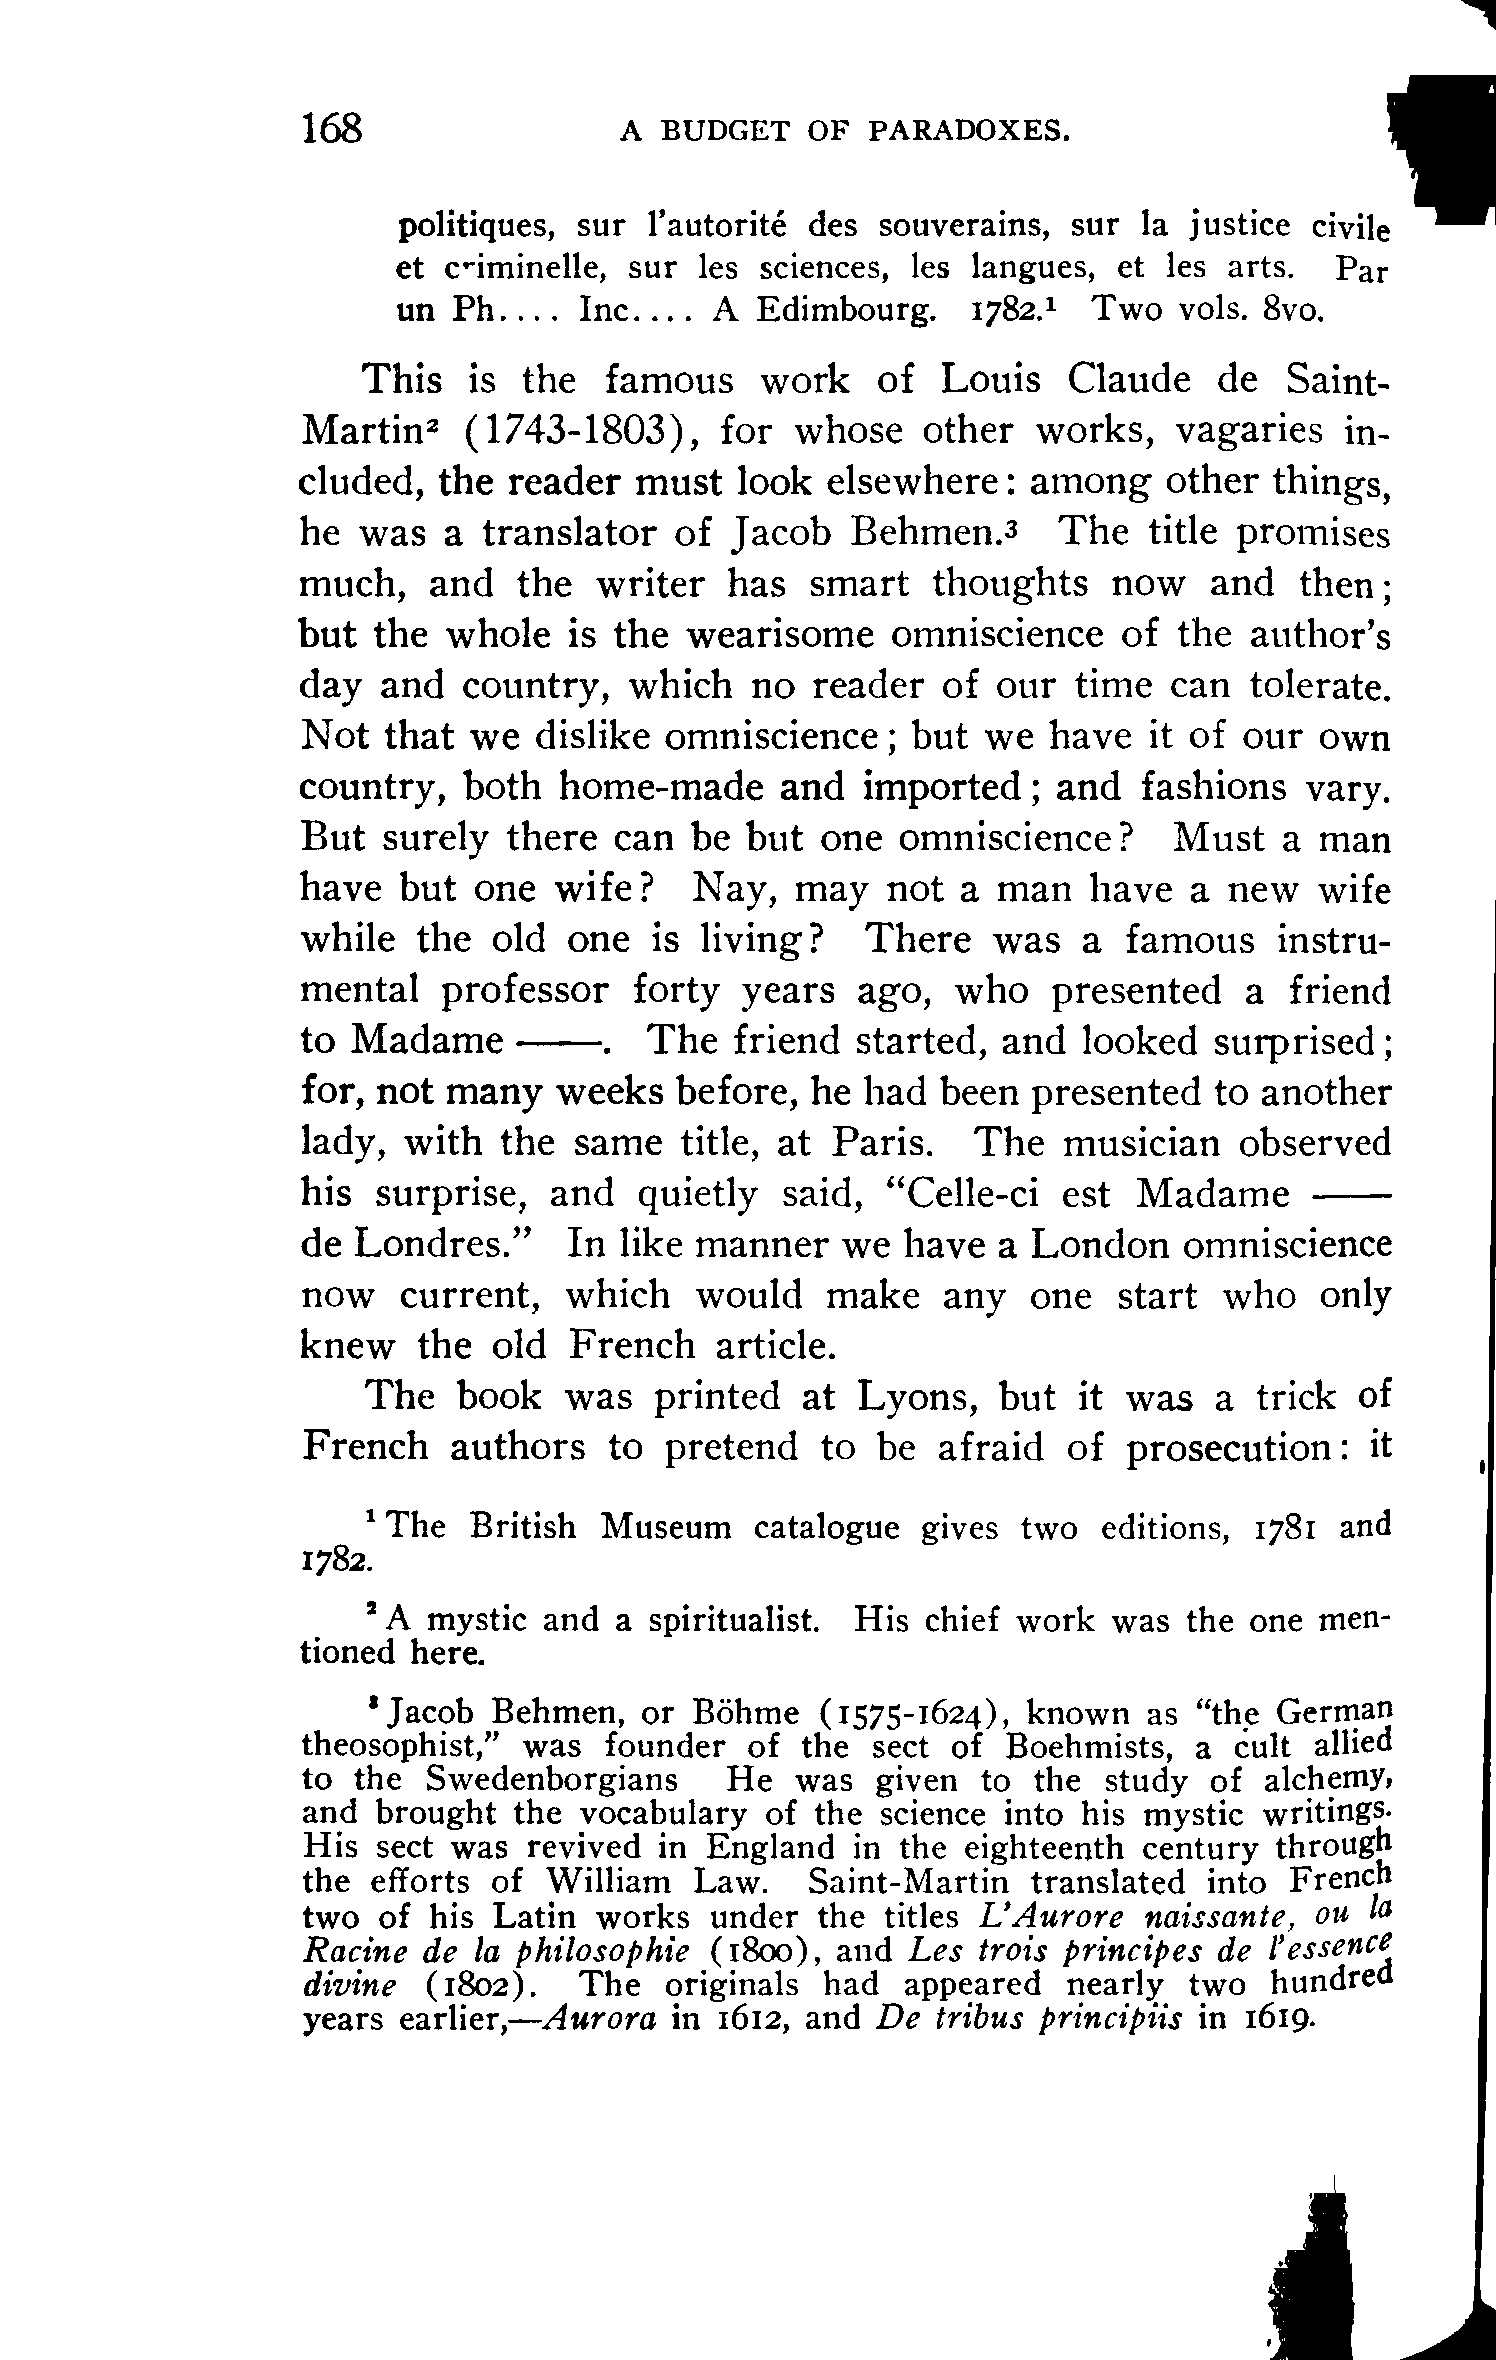 168 A BUDGET OF PARADOXES.
politiques, sur l'autorité des souverains, sur la justice civile
et criminelle, sur les sciences, les langues, et les arts. Par
un Ph.... Inc.... A Edimbourg. 1782.¹ Two vols. 8vo.
This is the famous work of Louis Claude de Saint-
Martin² (1743-1803), for whose other works, vagaries in-
cluded, the reader must look elsewhere: among other things,
he was a translator of Jacob Behmen.³ The title promises
much, and the writer has smart thoughts now and then;
but the whole is the wearisome omniscience of the author's
day and country, which no reader of our time can tolerate.
Not that we dislike omniscience; but we have it of our own
country, both home-made and imported; and fashions vary.
But surely there can be but one omniscience? Must a man
have but one wife? Nay, may not a man have a new wife
while the old one is living? There was a famous instru-
mental professor forty years ago, who presented a friend
to Madame ——. The friend started, and looked surprised;
for, not many weeks before, he had been presented to another
lady, with the same title, at Paris. The musician observed
his surprise, and quietly said, “Celle-ci est Madame ——
de Londres.” In like manner we have a London omniscience
now current, which would make any one start who only
knew the old French article.
The book was printed at Lyons, but it was a trick of
French authors to pretend to be afraid of prosecution: it
¹ The British Museum catalogue gives two editions, 1781 and
1782.
² A mystic and a spiritualist. His chief work was the one men-
tioned here.
³ Jacob Behmen, or Böhme (1575-1624), known as “the German
theosophist,” was founder of the sect of Boehmists, a cult allied
to the Swedenborgians He was given to the study of alchemy,
and brought the vocabulary of the science into his mystic writings.
His sect was revived in England in the eighteenth century through
the efforts of William Law. Saint-Martin translated into French
two of his Latin works under the titles L'Aurore naissante, ou la
Racine de la philosophie (1800), and Les trois principes de l'essence
divine (1802). The originals had appeared nearly two hundred
years earlier,—Aurora in 1612, and De tribus principiis in 1619.